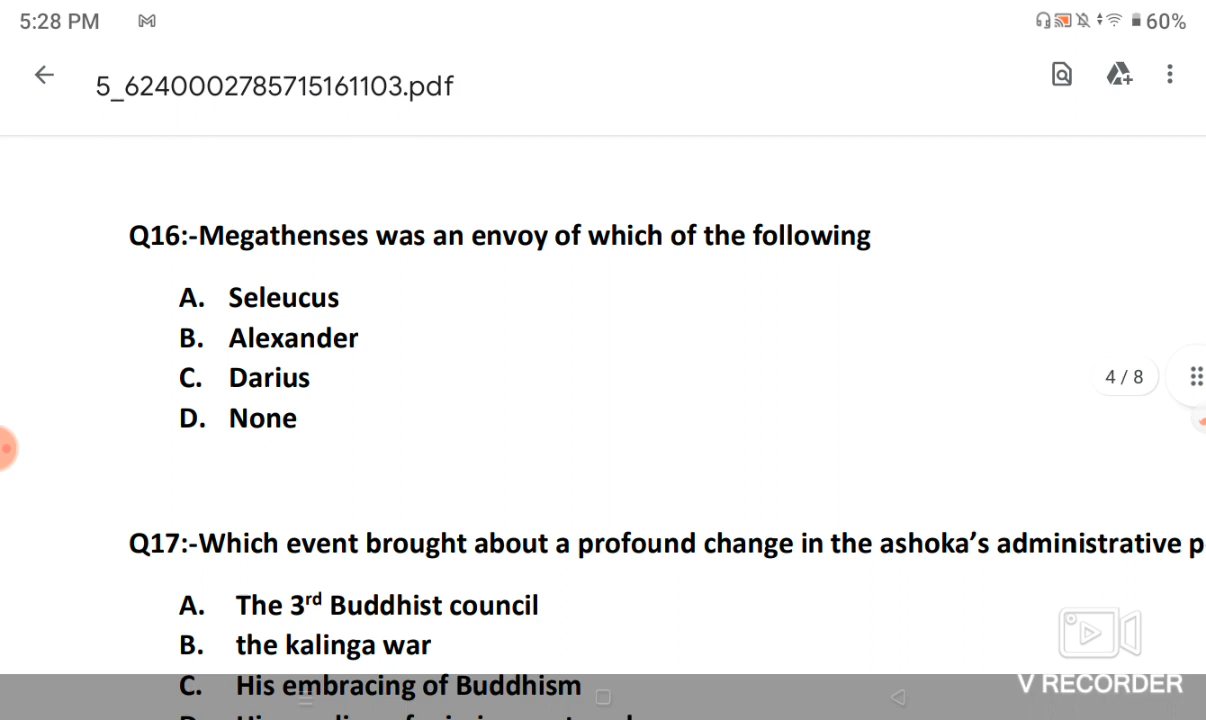 5:28 PM
60%
5_6240002785715161103.pdf
Q16:-Megathenses was an envoy of which of the following
A. Seleucus
B. Alexander
C. Darius
D. None
4 / 8
Q17:-Which event brought about a profound change in the ashoka's administrative p
A. The 3rd Buddhist council
B. the kalinga war
C. His embracing of Buddhism
V RECORDER